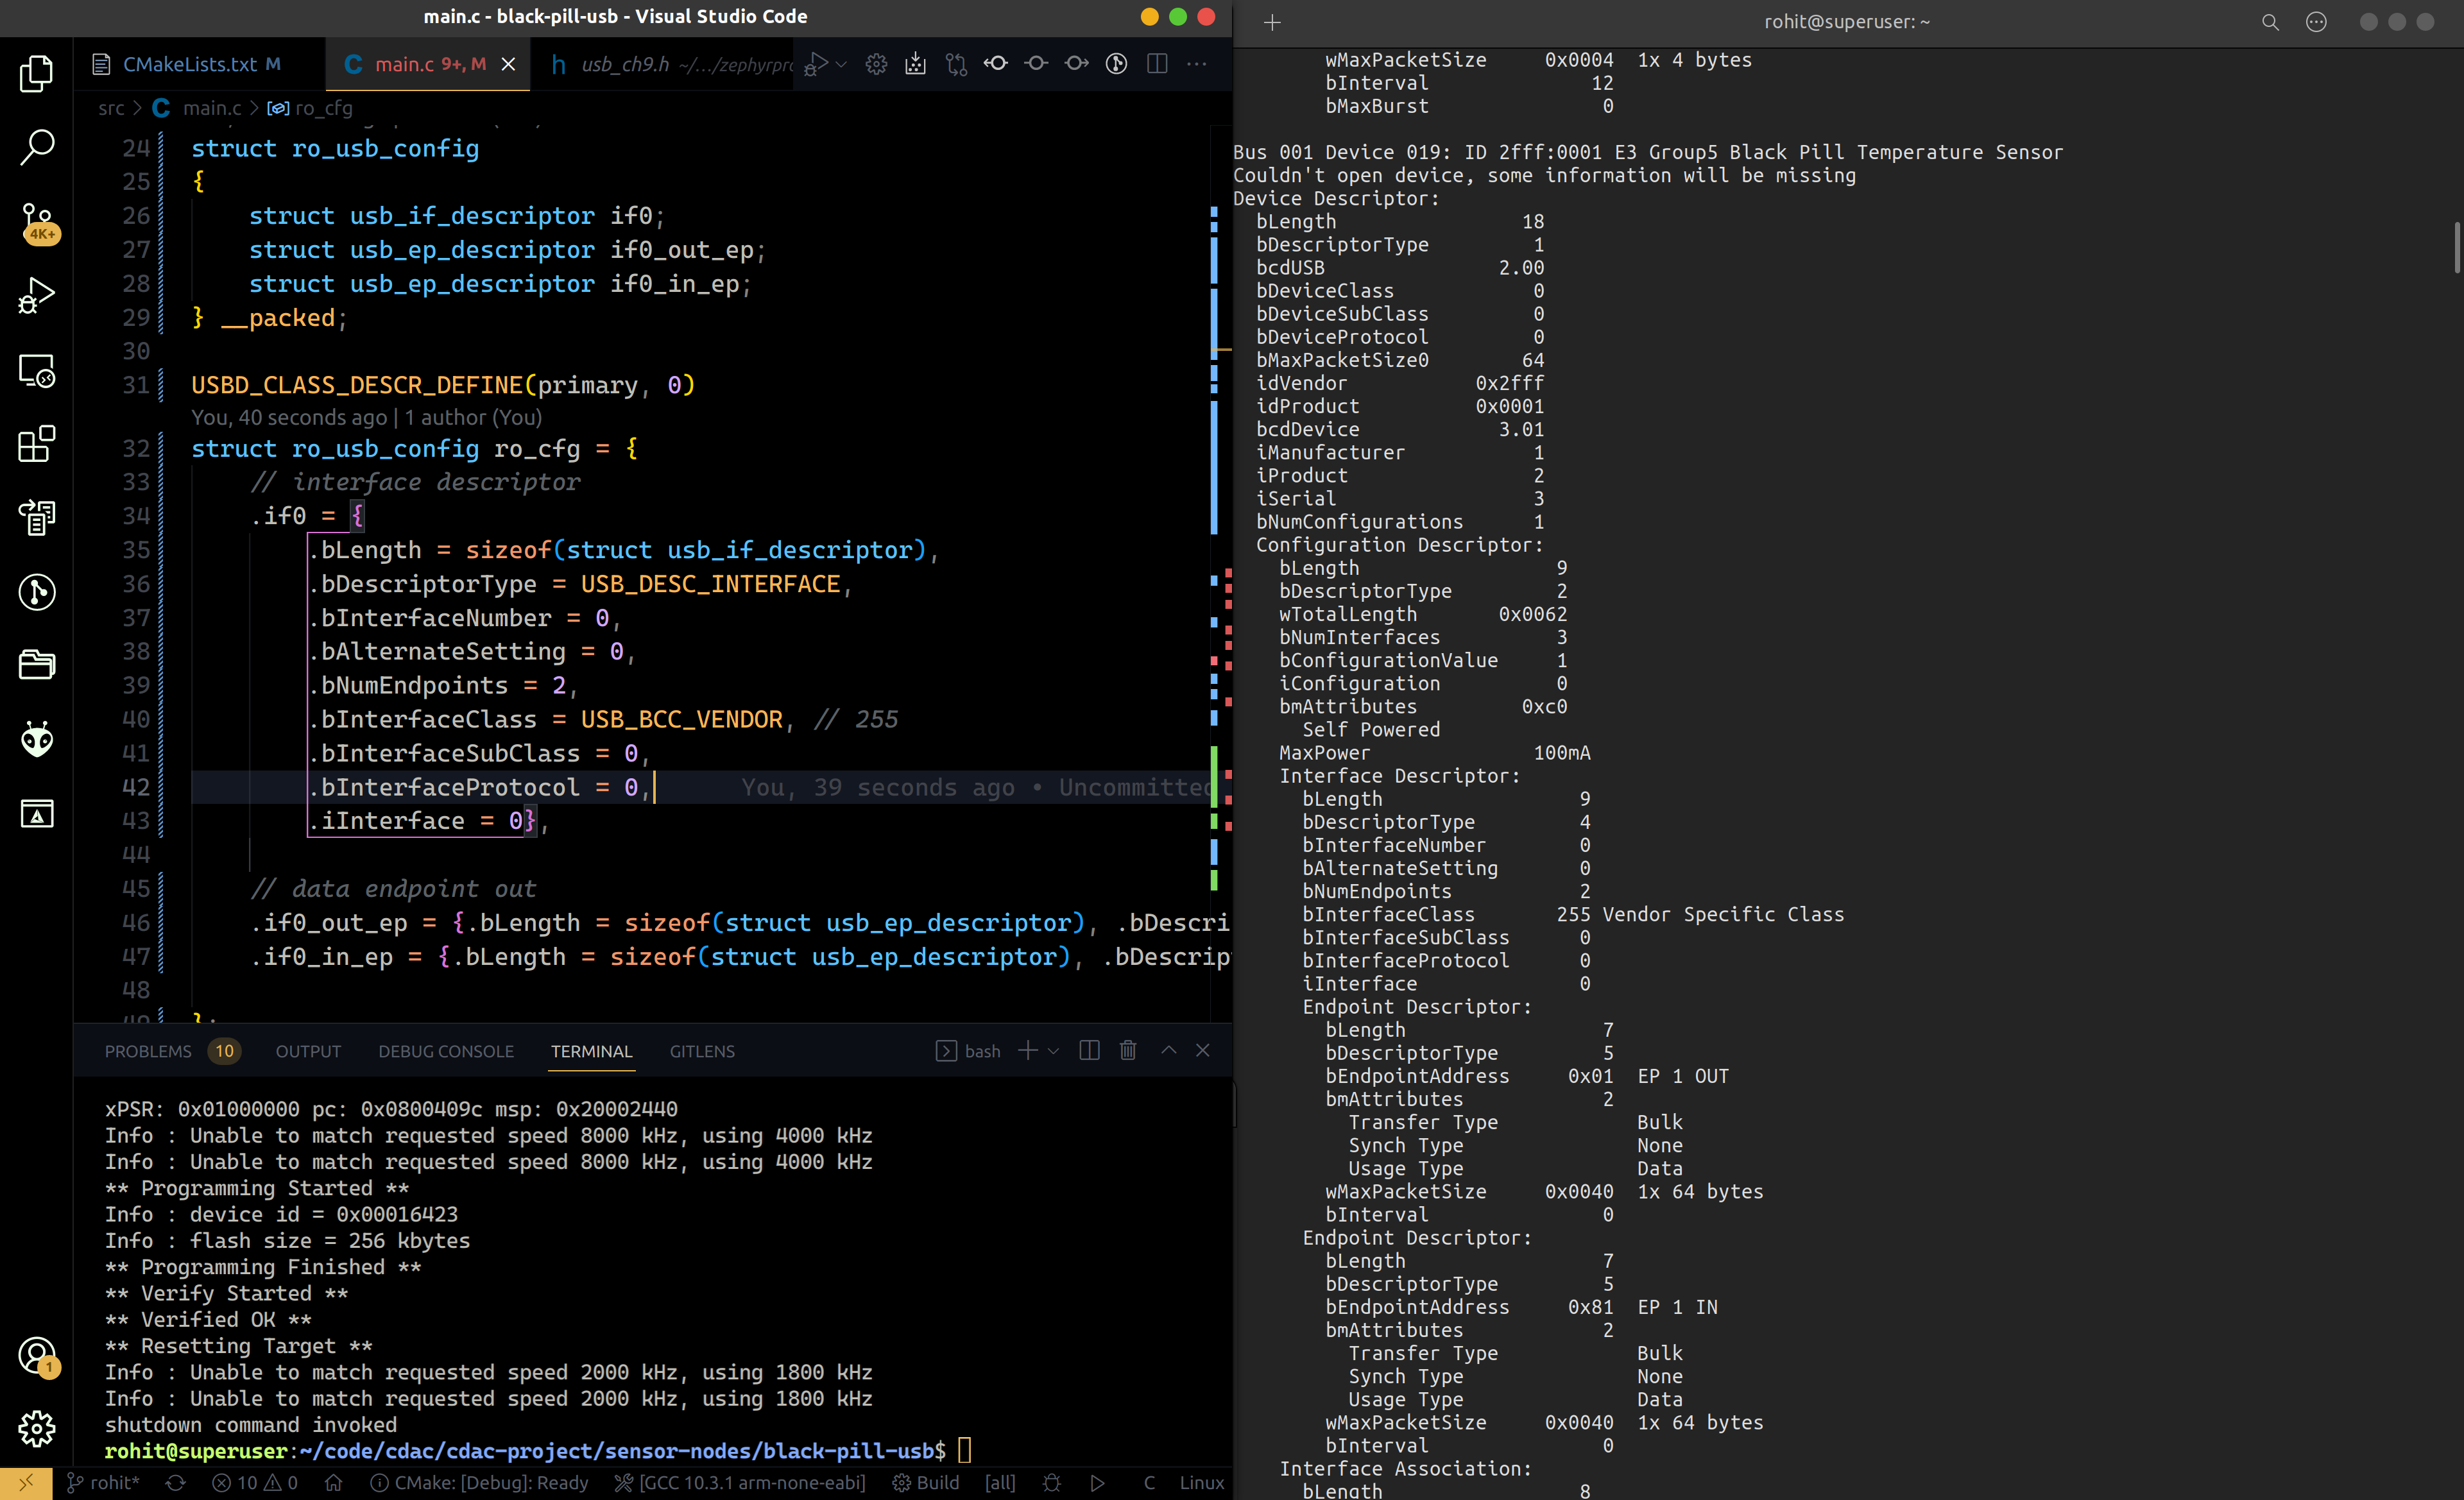 main.c - black-pill-usb - Visual Studio Code
CMakeLists.txt M
main.c 9+, M
usb_ch9.h ~/.../zephyrpro
src > main.c > ro_cfg
24 struct ro_usb_config
25 {
26 struct usb_if_descriptor if0;
27 struct usb_ep_descriptor if0_out_ep;
28 struct usb_ep_descriptor if0_in_ep;
29 } __packed;
30
31 USBD_CLASS_DESCR_DEFINE(primary, 0)
You, 40 seconds ago | 1 author (You)
32 struct ro_usb_config ro_cfg = {
33 // interface descriptor
34 .if0 = {
35 .bLength = sizeof(struct usb_if_descriptor),
36 .bDescriptorType = USB_DESC_INTERFACE,
37 .bInterfaceNumber = 0,
38 .bAlternateSetting = 0,
39 .bNumEndpoints = 2,
40 .bInterfaceClass = USB_BCC_VENDOR, // 255
41 .bInterfaceSubClass = 0,
42 .bInterfaceProtocol = 0, You, 39 seconds ago • Uncommitted
43 .iInterface = 0},
44
45 // data endpoint out
46 .if0_out_ep = {.bLength = sizeof(struct usb_ep_descriptor), .bDescri
47 .if0_in_ep = {.bLength = sizeof(struct usb_ep_descriptor), .bDescrip
48
49 };
4K+
1
PROBLEMS 10 OUTPUT DEBUG CONSOLE TERMINAL GITLENS bash
xPSR: 0x01000000 pc: 0x0800409c msp: 0x20002440
Info : Unable to match requested speed 8000 kHz, using 4000 kHz
Info : Unable to match requested speed 8000 kHz, using 4000 kHz
** Programming Started **
Info : device id = 0x00016423
Info : flash size = 256 kbytes
** Programming Finished **
** Verify Started **
** Verified OK **
** Resetting Target **
Info : Unable to match requested speed 2000 kHz, using 1800 kHz
Info : Unable to match requested speed 2000 kHz, using 1800 kHz
shutdown command invoked
rohit@superuser:~/code/cdac/cdac-project/sensor-nodes/black-pill-usb$
rohit* 10 0 CMake: [Debug]: Ready [GCC 10.3.1 arm-none-eabi] Build [all] C Linux
rohit@superuser: ~
wMaxPacketSize 0x0004 1x 4 bytes
bInterval 12
bMaxBurst 0
Bus 001 Device 019: ID 2fff:0001 E3 Group5 Black Pill Temperature Sensor
Couldn't open device, some information will be missing
Device Descriptor:
bLength 18
bDescriptorType 1
bcdUSB 2.00
bDeviceClass 0
bDeviceSubClass 0
bDeviceProtocol 0
bMaxPacketSize0 64
idVendor 0x2fff
idProduct 0x0001
bcdDevice 3.01
iManufacturer 1
iProduct 2
iSerial 3
bNumConfigurations 1
Configuration Descriptor:
bLength 9
bDescriptorType 2
wTotalLength 0x0062
bNumInterfaces 3
bConfigurationValue 1
iConfiguration 0
bmAttributes 0xc0
Self Powered
MaxPower 100mA
Interface Descriptor:
bLength 9
bDescriptorType 4
bInterfaceNumber 0
bAlternateSetting 0
bNumEndpoints 2
bInterfaceClass 255 Vendor Specific Class
bInterfaceSubClass 0
bInterfaceProtocol 0
iInterface 0
Endpoint Descriptor:
bLength 7
bDescriptorType 5
bEndpointAddress 0x01 EP 1 OUT
bmAttributes 2
Transfer Type Bulk
Synch Type None
Usage Type Data
wMaxPacketSize 0x0040 1x 64 bytes
bInterval 0
Endpoint Descriptor:
bLength 7
bDescriptorType 5
bEndpointAddress 0x81 EP 1 IN
bmAttributes 2
Transfer Type Bulk
Synch Type None
Usage Type Data
wMaxPacketSize 0x0040 1x 64 bytes
bInterval 0
Interface Association:
bLength 8